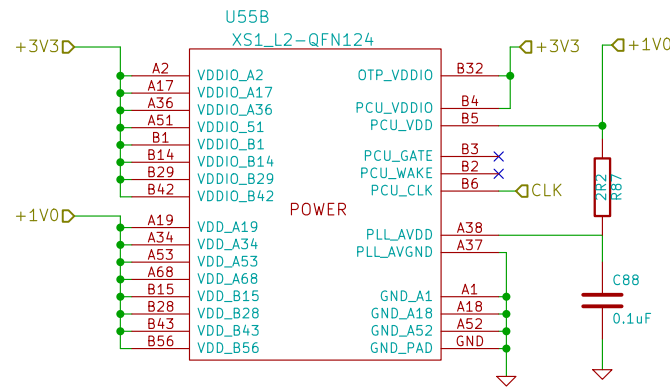 U55B
XS1_L2-QFN124
+3V3
+3V3
+1V0
A2 VDDIO_A2
A17 VDDIO_A17
A36 VDDIO_A36
A51 VDDIO_51
B1 VDDIO_B1
B14 VDDIO_B14
B29 VDDIO_B29
B42 VDDIO_B42
OTP_VDDIO B32
PCU_VDDIO B4
PCU_VDD B5
PCU_GATE B3
PCU_WAKE B2
PCU_CLK B6
CLK
2R2
R87
POWER
+1V0
A19 VDD_A19
A34 VDD_A34
A53 VDD_A53
A68 VDD_A68
B15 VDD_B15
B28 VDD_B28
B43 VDD_B43
B56 VDD_B56
PLL_AVDD A38
PLL_AVGND A37
GND_A1 A1
GND_A18 A18
GND_A52 A52
GND_PAD GND
C88
0.1uF